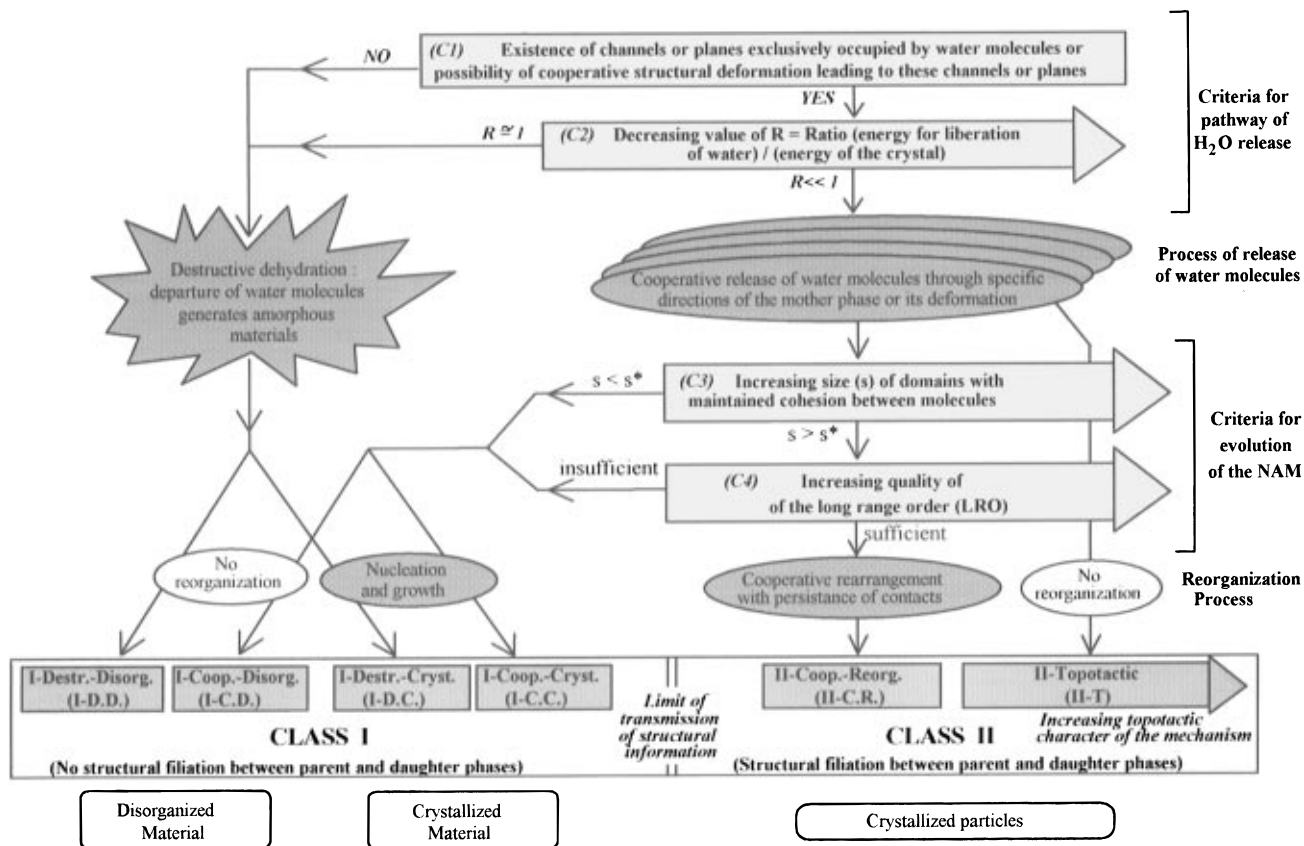 (C1) Existence of channels or planes exclusively occupied by water molecules or
possibility of cooperative structural deformation leading to these channels or planes
NO
YES
Criteria for
pathway of
H₂O release
R ≅ 1
(C2) Decreasing value of R = Ratio (energy for liberation
of water) / (energy of the crystal)
R<< 1
Destructive dehydration :
departure of water molecules
generates amorphous
materials
Cooperative release of water molecules through specific
directions of the mother phase or its deformation
Process of release
of water molecules
s < s*
(C3) Increasing size (s) of domains with
maintained cohesion between molecules
s > s*
Criteria for
evolution
of the NAM
insufficient
(C4) Increasing quality of
of the long range order (LRO)
sufficient
No
reorganization
Nucleation
and growth
Cooperative rearrangement
with persistance of contacts
No
reorganization
Reorganization
Process
I-Destr.-Disorg.
(I-D.D.)
I-Coop.-Disorg.
(I-C.D.)
I-Destr.-Cryst.
(I-D.C.)
I-Coop.-Cryst.
(I-C.C.)
Limit of
transmission
of structural
information
II-Coop.-Reorg.
(II-C.R.)
II-Topotactic
(II-T)
Increasing topotactic
character of the mechanism
CLASS I
(No structural filiation between parent and daughter phases)
CLASS II
(Structural filiation between parent and daughter phases)
Disorganized
Material
Crystallized
Material
Crystallized particles